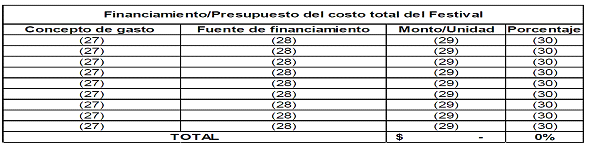 Financiamiento/Presupuesto del costo total del Festival
Concepto de gasto Fuente de financiamiento Monto/Unidad Porcentaje
(27) (28) (29) (30)
(27) (28) (29) (30)
(27) (28) (29) (30)
(27) (28) (29) (30)
(27) (28) (29) (30)
(27) (28) (29) (30)
(27) (28) (29) (30)
(27) (28) (29) (30)
(27) (28) (29) (30)
TOTAL $ - 0%